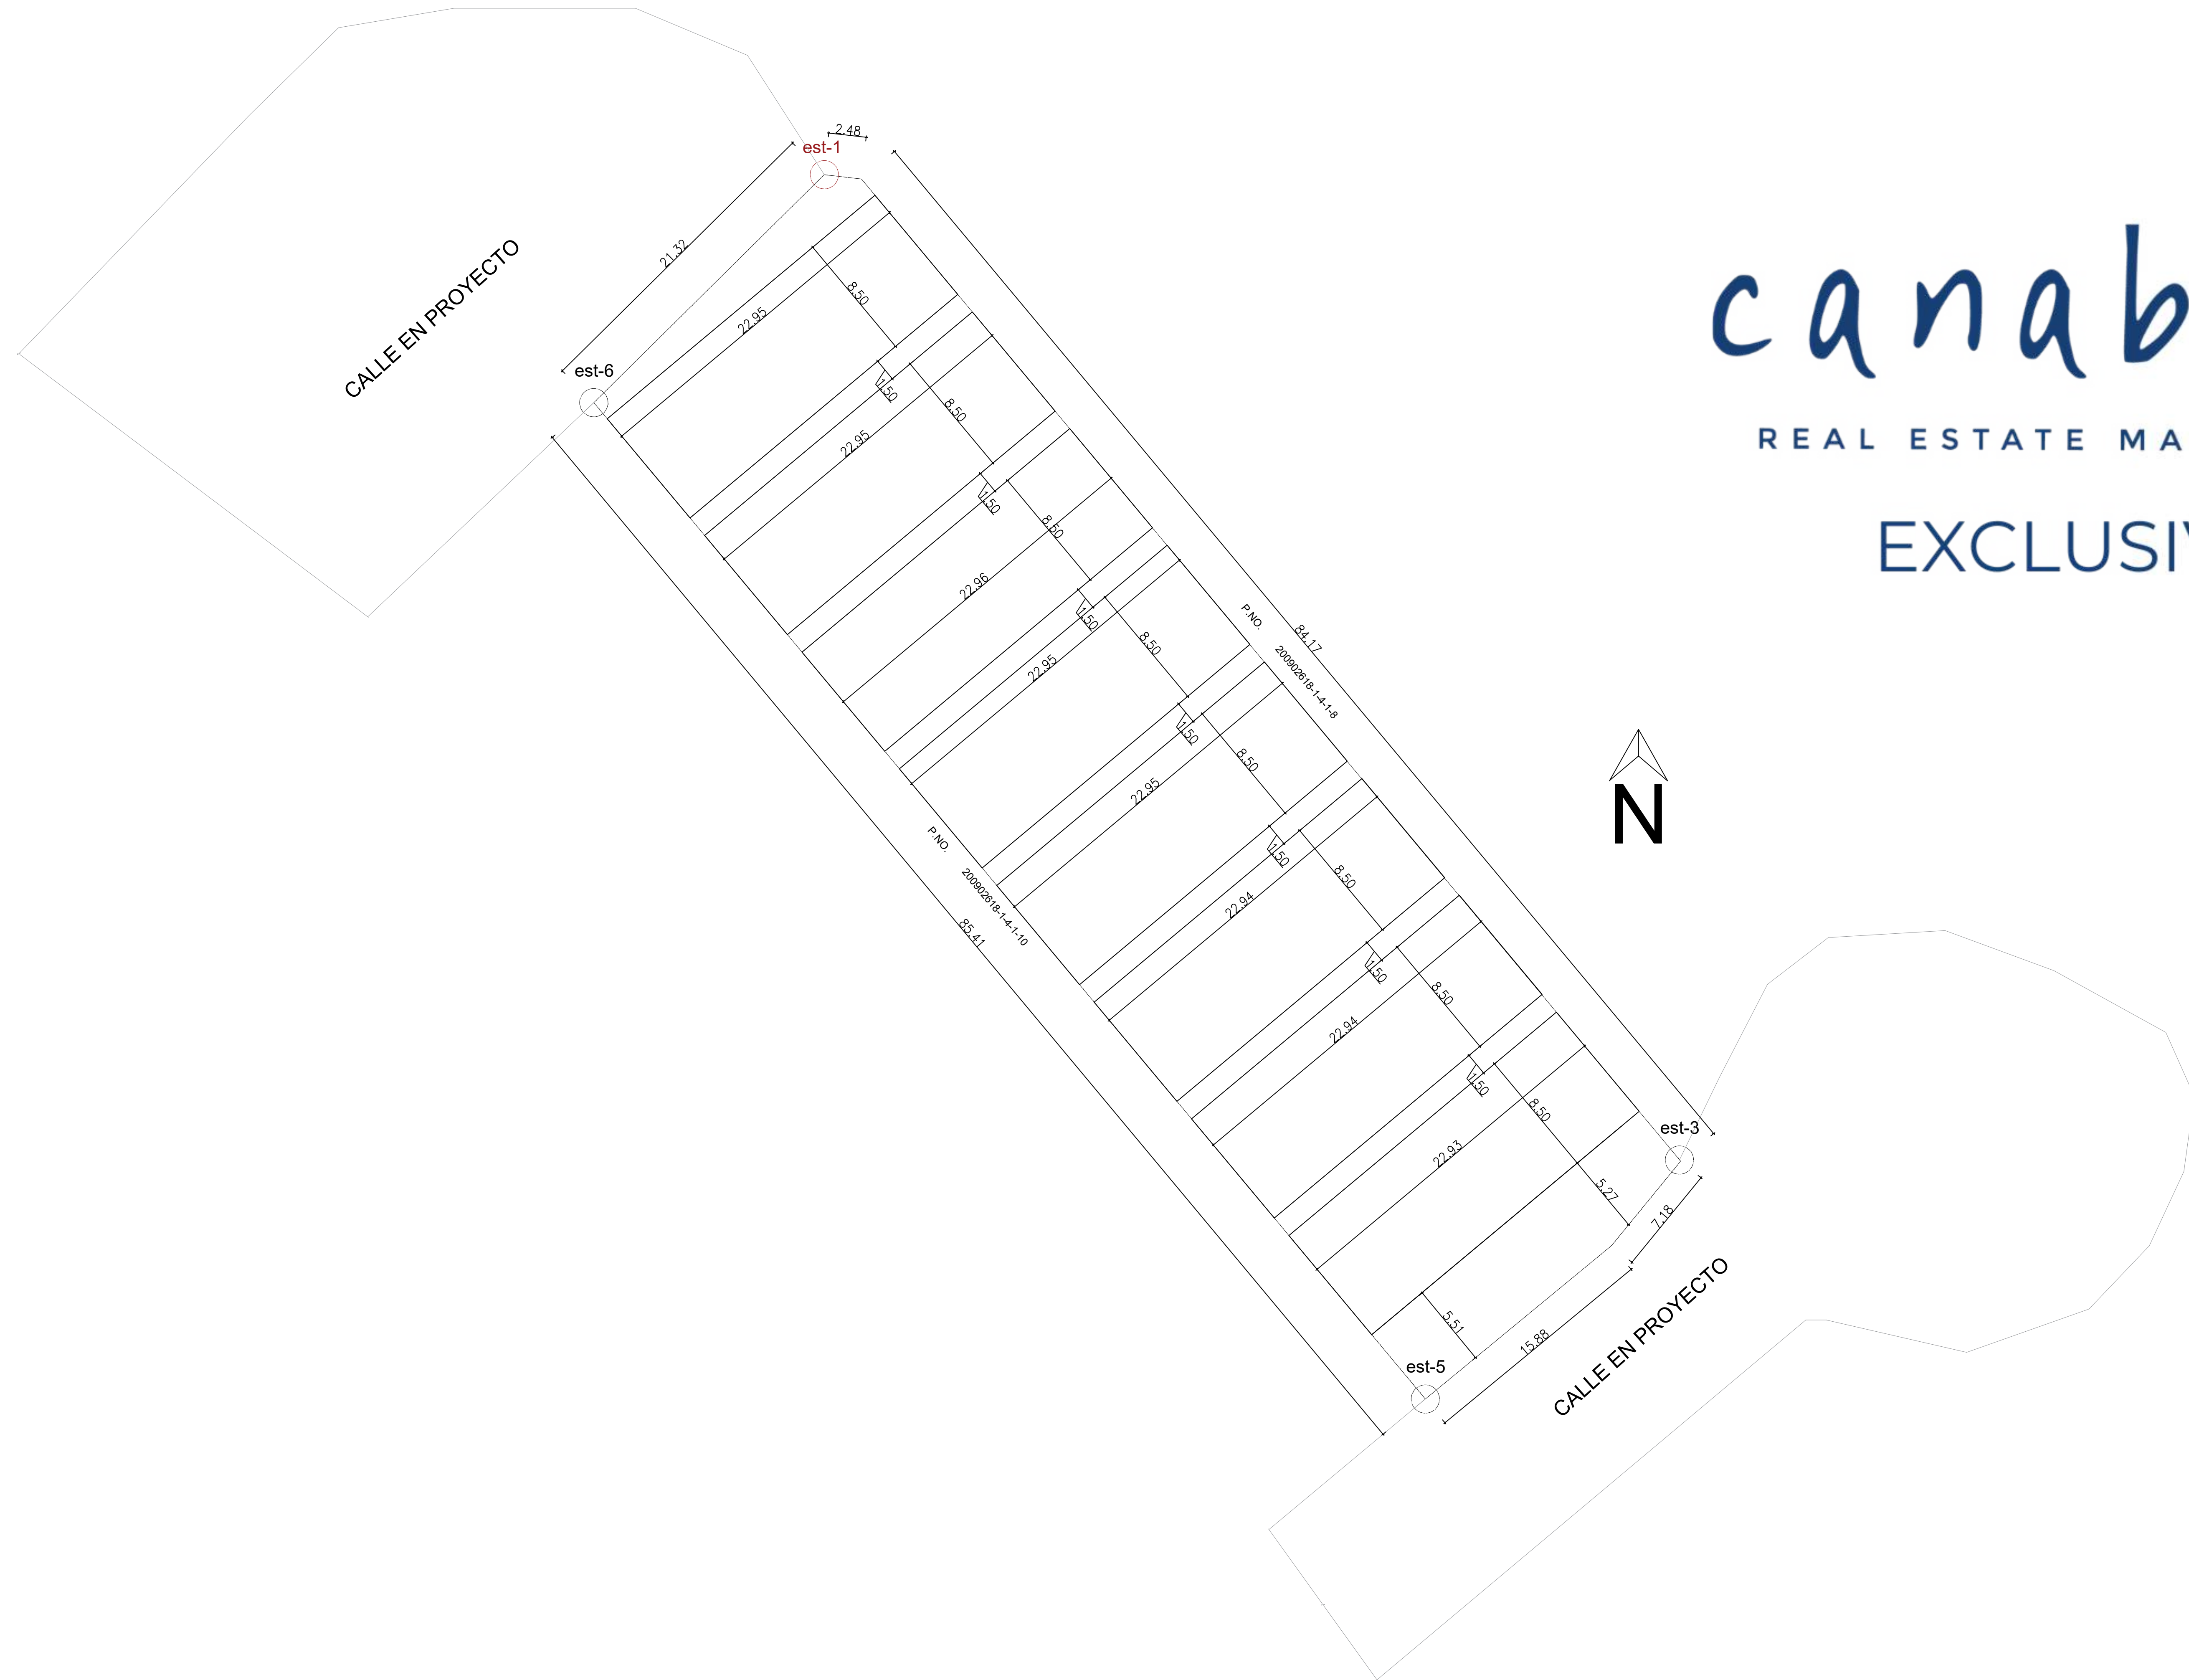 2.48
est-1
21.32
CALLE EN PROYECTO
est-6
8.50
22.95
1.50
8.50
22.95
1.50
8.50
22.96
1.50
8.50
22.95
1.50
8.50
22.95
1.50
8.50
22.94
1.50
8.50
22.94
1.50
8.50
22.93
P.NO. 200902618-1-4-1-8
84.17
P.NO. 200902618-1-4-1-10
85.41
canab
REAL ESTATE MA
EXCLUSIV
N
est-3
5.27
7.18
5.51
15.88
est-5
CALLE EN PROYECTO